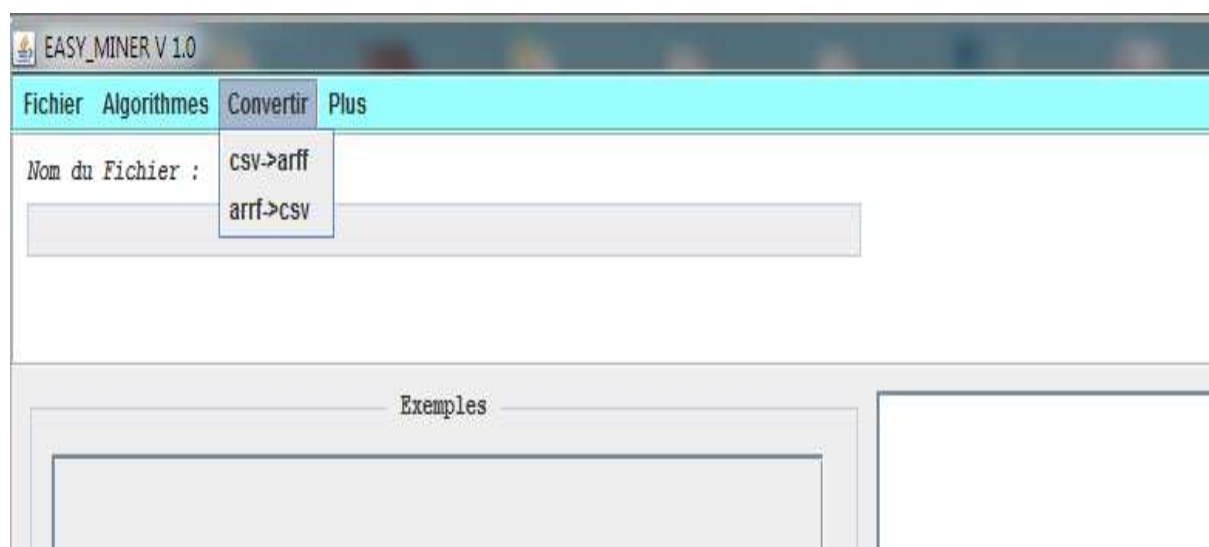 EASY_MINER V 1.0
Fichier Algorithmes Convertir Plus
csv->arff
arrf->csv
Nom du Fichier :
Exemples